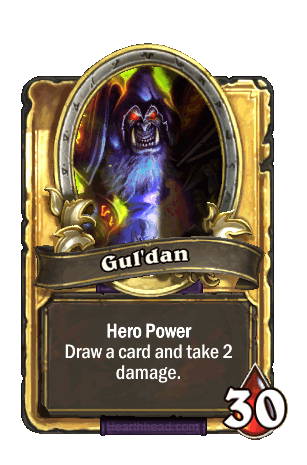 Gul'dan
Hero Power
Draw a card and take 2
damage.
30
Hearthhead.com